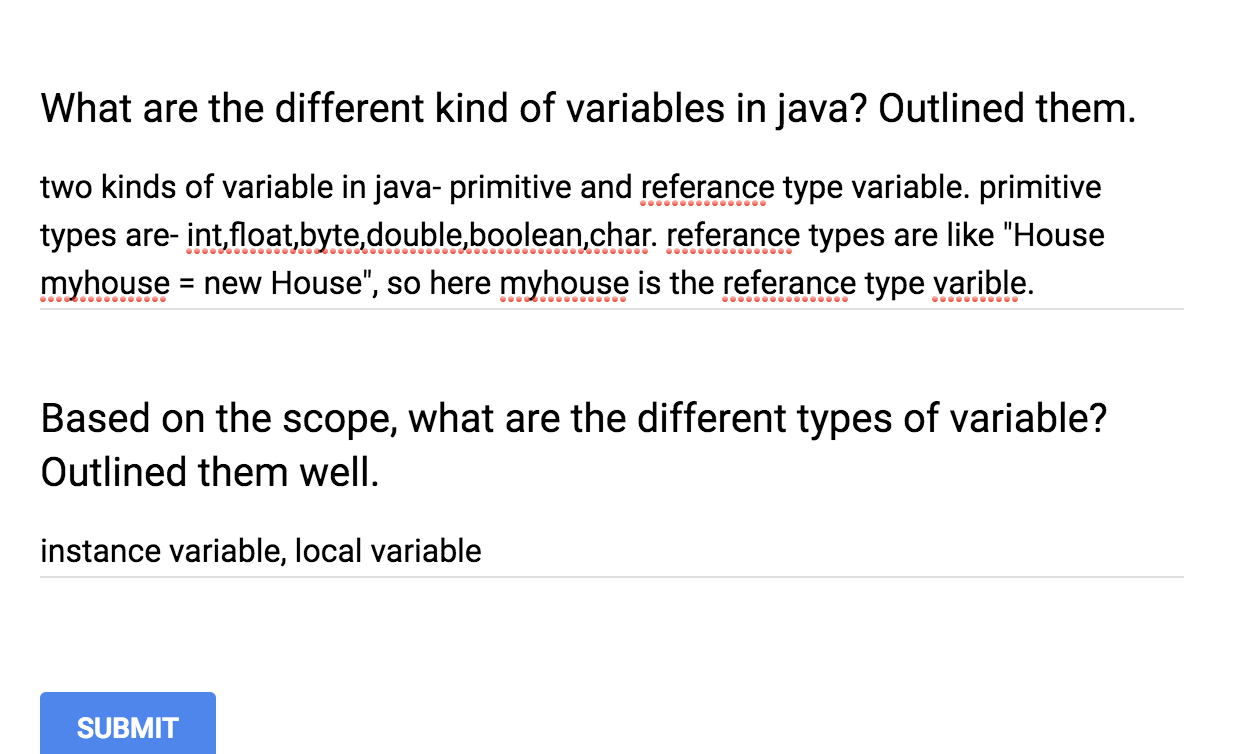 What are the different kind of variables in java? Outlined them.
two kinds of variable in java- primitive and referance type variable. primitive
types are- int,float,byte,double,boolean,char. referance types are like "House
myhouse = new House", so here myhouse is the referance type varible.
Based on the scope, what are the different types of variable?
Outlined them well.
instance variable, local variable
SUBMIT